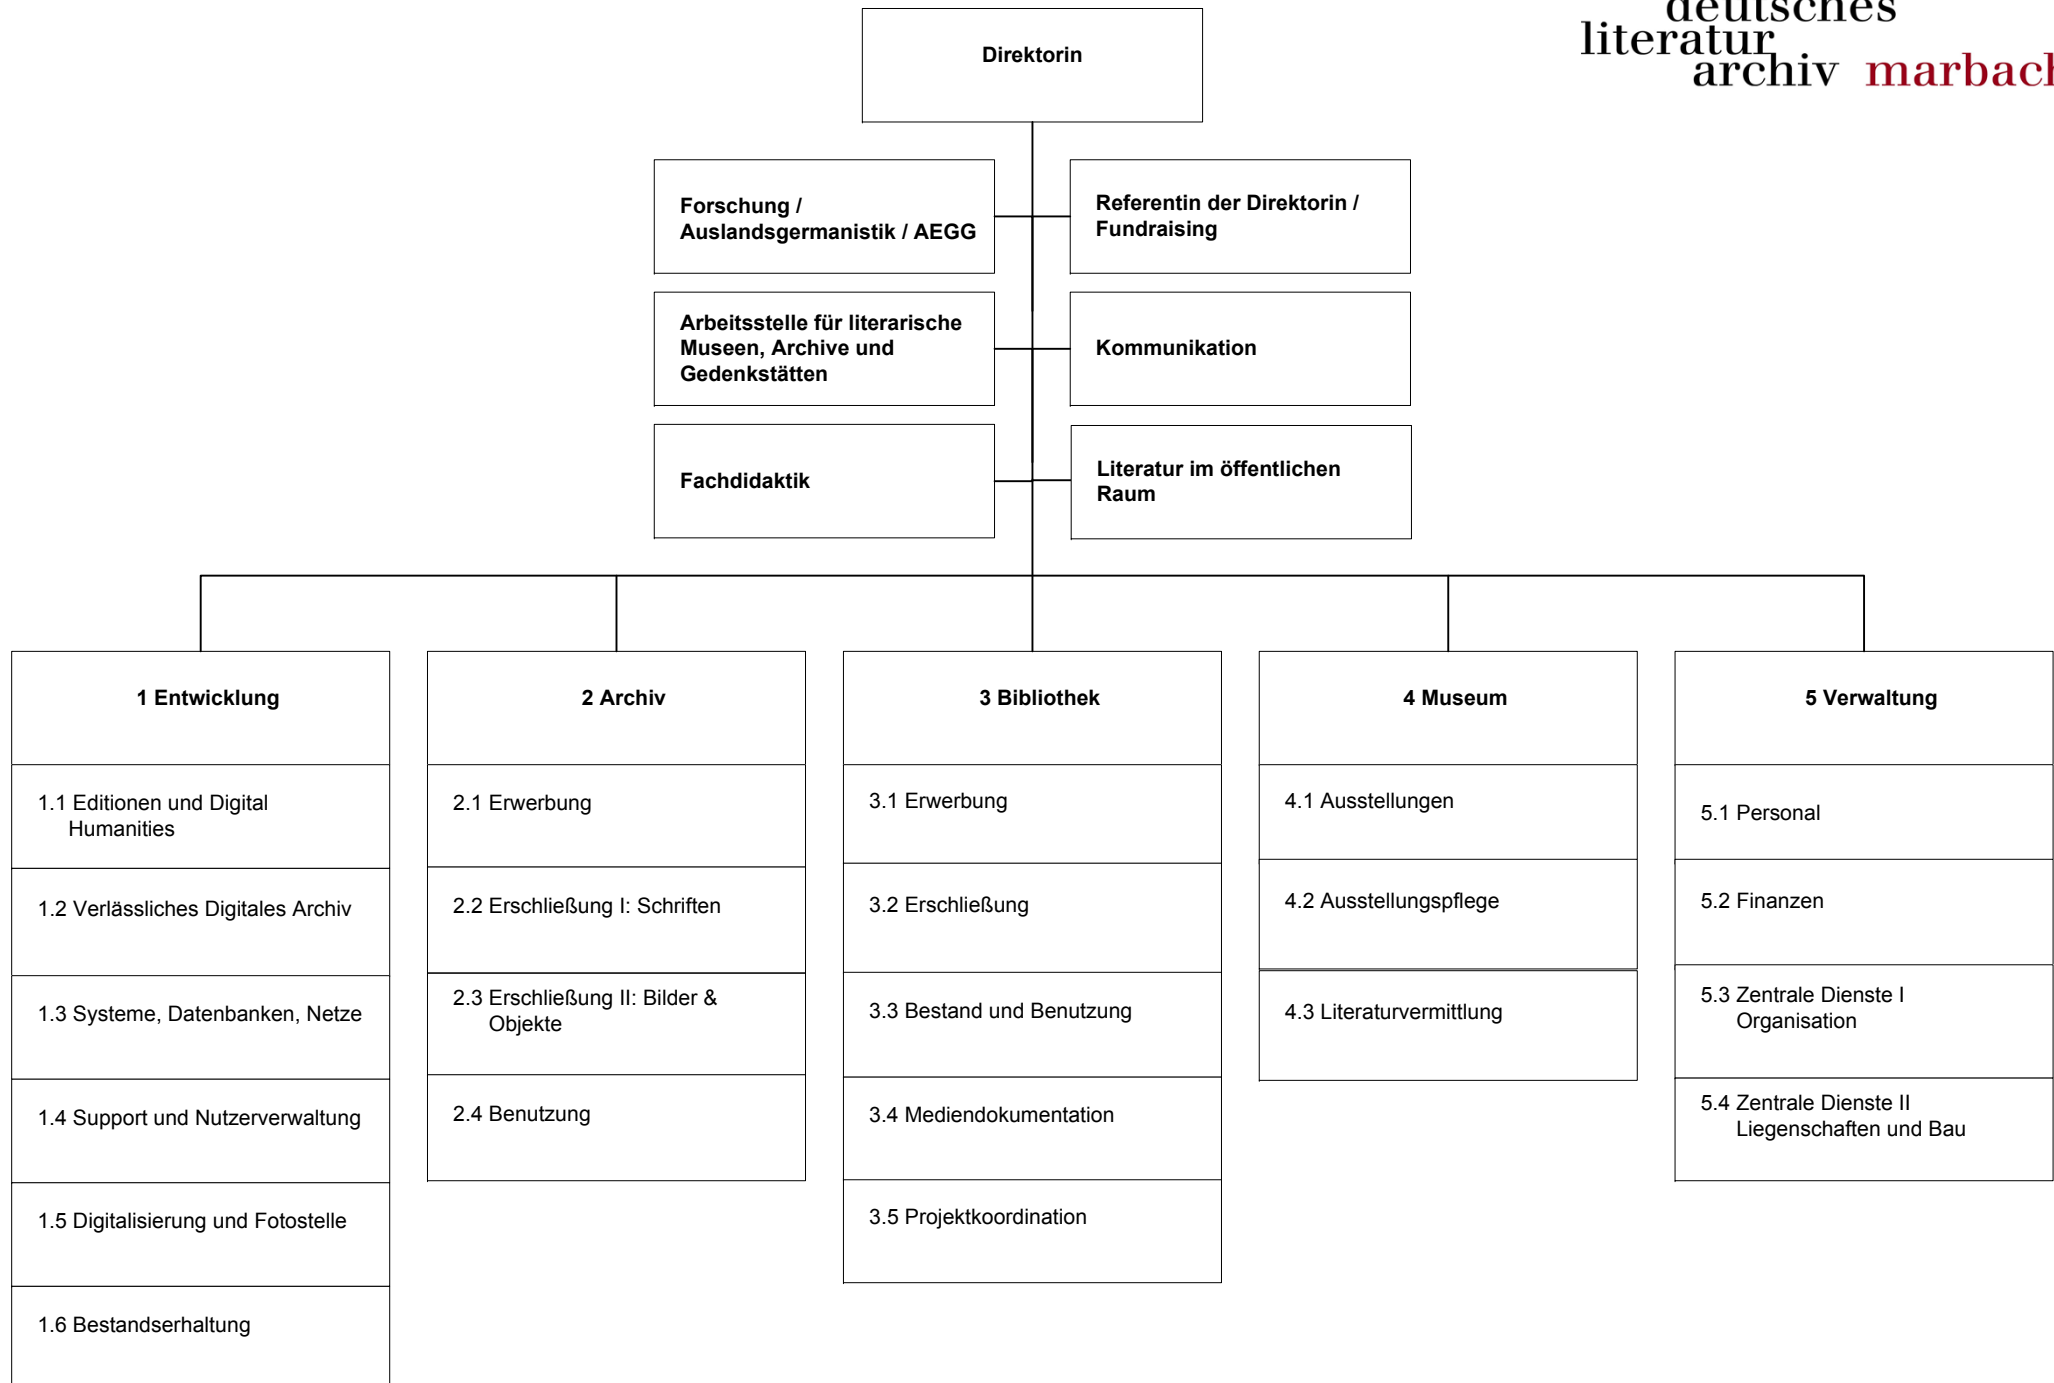 deutsches
literatur
archiv marbach
Direktorin
Forschung /
Auslandsgermanistik / AEGG
Referentin der Direktorin /
Fundraising
Arbeitsstelle für literarische
Museen, Archive und
Gedenkstätten
Kommunikation
Fachdidaktik
Literatur im öffentlichen
Raum
1 Entwicklung
1.1 Editionen und Digital
Humanities
1.2 Verlässliches Digitales Archiv
1.3 Systeme, Datenbanken, Netze
1.4 Support und Nutzerverwaltung
1.5 Digitalisierung und Fotostelle
1.6 Bestandserhaltung
2 Archiv
2.1 Erwerbung
2.2 Erschließung I: Schriften
2.3 Erschließung II: Bilder &
Objekte
2.4 Benutzung
3 Bibliothek
3.1 Erwerbung
3.2 Erschließung
3.3 Bestand und Benutzung
3.4 Mediendokumentation
3.5 Projektkoordination
4 Museum
4.1 Ausstellungen
4.2 Ausstellungspflege
4.3 Literaturvermittlung
5 Verwaltung
5.1 Personal
5.2 Finanzen
5.3 Zentrale Dienste I
Organisation
5.4 Zentrale Dienste II
Liegenschaften und Bau